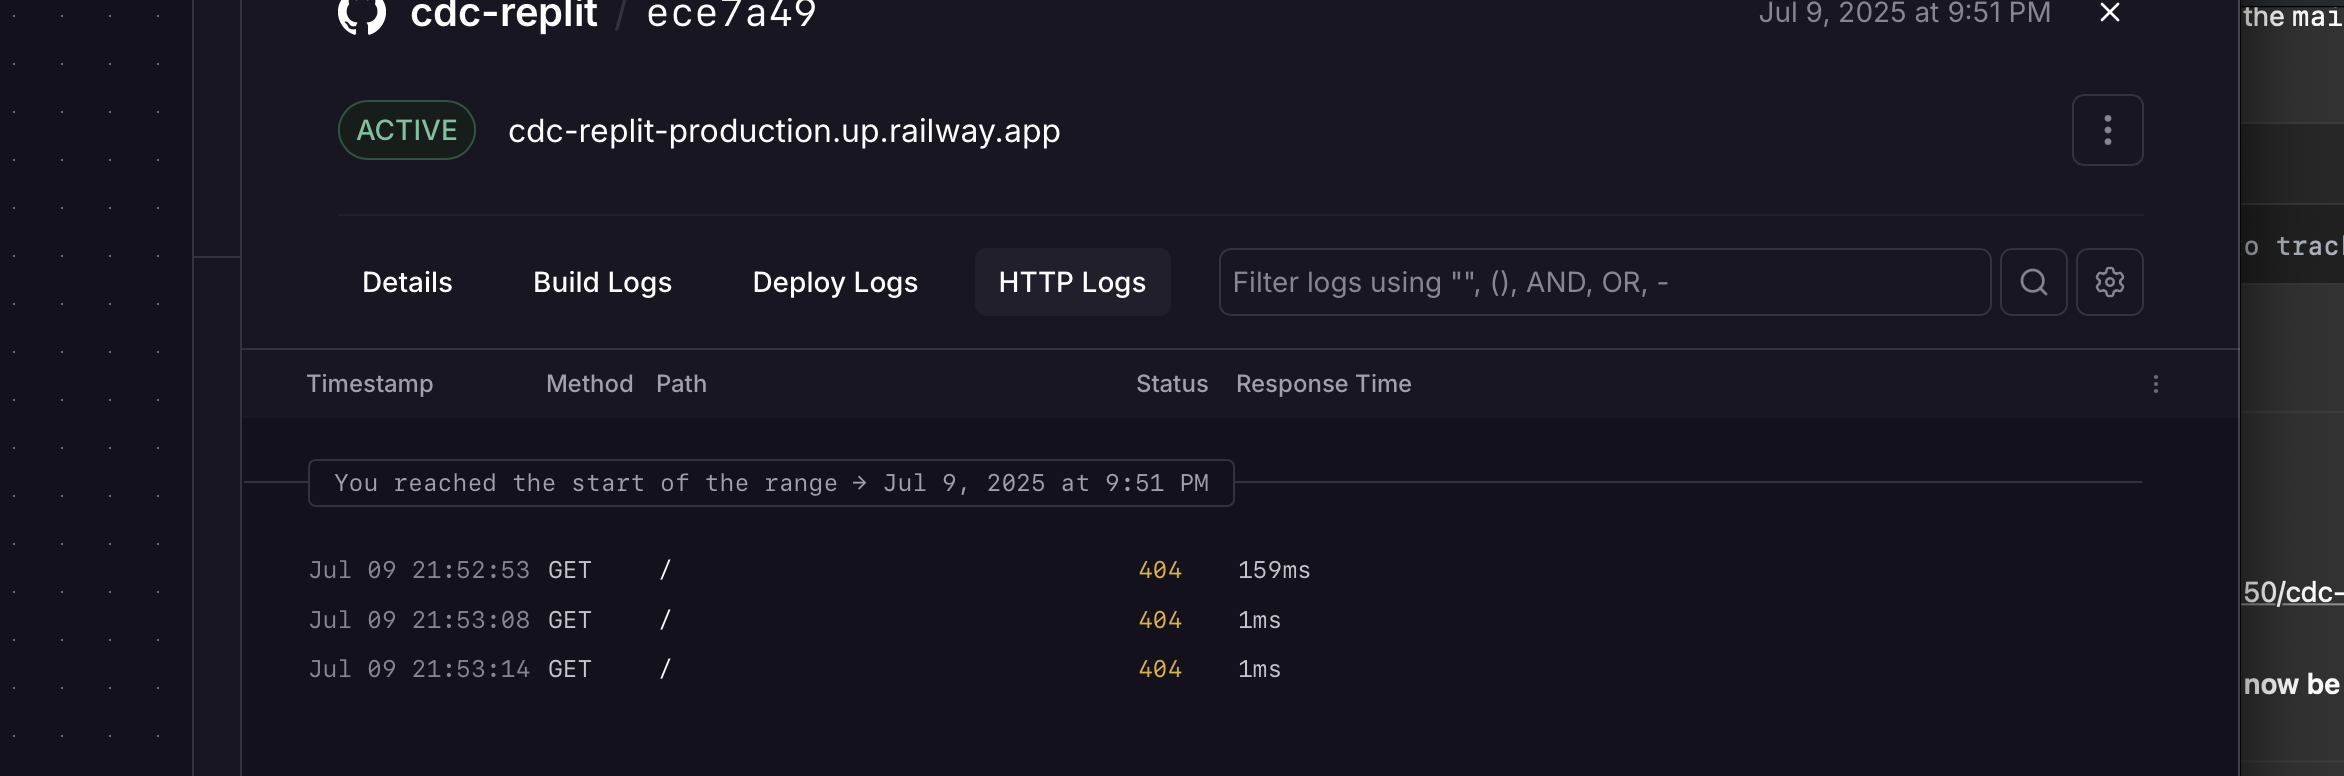 cdc-replit / ece7a49
Jul 9, 2025 at 9:51 PM
ACTIVE
cdc-replit-production.up.railway.app
Details
Build Logs
Deploy Logs
HTTP Logs
Filter logs using "", (), AND, OR, -
Timestamp Method Path Status Response Time
You reached the start of the range → Jul 9, 2025 at 9:51 PM
Jul 09 21:52:53 GET / 404 159ms
Jul 09 21:53:08 GET / 404 1ms
Jul 09 21:53:14 GET / 404 1ms
the mai
o trac
50/cdc-
now be